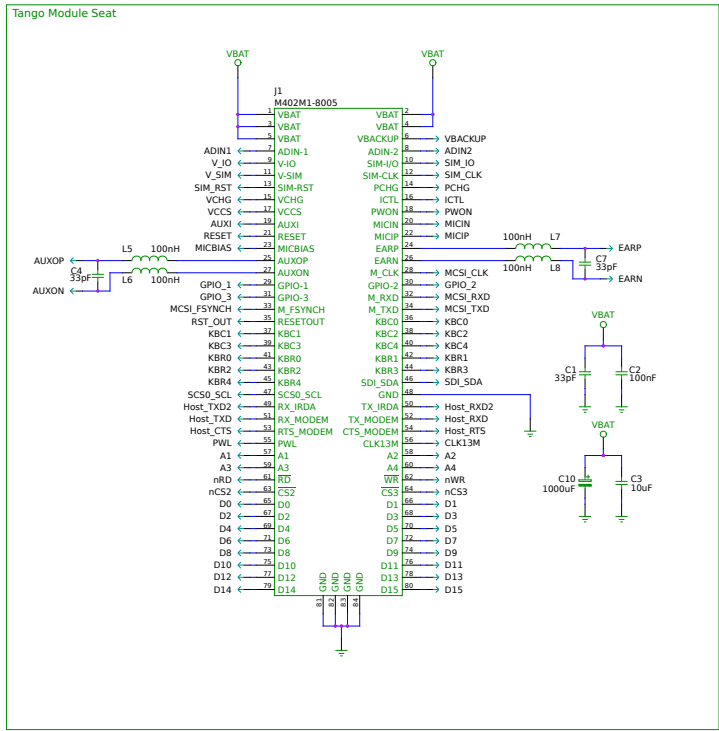 Tango Module Seat
VBAT VBAT
J1
M402M1-8005
1 VBAT VBAT 2
3 VBAT VBAT 4
5 VBAT VBACKUP 6 VBACKUP
ADIN1 7 ADIN-1 ADIN-2 8 ADIN2
V_IO 9 V-IO SIM-I/O 10 SIM_IO
V_SIM 11 V-SIM SIM-CLK 12 SIM_CLK
SIM_RST 13 SIM-RST PCHG 14 PCHG
VCHG 15 VCHG ICTL 16 ICTL
VCCS 17 VCCS PWON 18 PWON
AUXI 19 AUXI MICIN 20 MICIN
RESET 21 RESET MICIP 22 MICIP
MICBIAS 23 MICBIAS EARP 24 100nH L7 EARP
AUXOP L5 100nH 25 AUXOP EARN 26 100nH L8 C7 33pF EARN
C4 33pF
AUXON L6 100nH 27 AUXON M_CLK 28 MCSI_CLK
GPIO_1 29 GPIO-1 GPIO-2 30 GPIO_2
GPIO_3 31 GPIO-3 M_RXD 32 MCSI_RXD
MCSI_FSYNCH 33 M_FSYNCH M_TXD 34 MCSI_TXD
RST_OUT 35 RESETOUT KBC0 36 KBC0
KBC1 37 KBC1 KBC2 38 KBC2
KBC3 39 KBC3 KBC4 40 KBC4
KBR0 41 KBR0 KBR1 42 KBR1
KBR2 43 KBR2 KBR3 44 KBR3
KBR4 45 KBR4 SDI_SDA 46 SDI_SDA
SCS0_SCL 47 SCS0_SCL GND 48
Host_TXD2 49 RX_IRDA TX_IRDA 50 Host_RXD2
Host_TXD 51 RX_MODEM TX_MODEM 52 Host_RXD
Host_CTS 53 RTS_MODEM CTS_MODEM 54 Host_RTS
PWL 55 PWL CLK13M 56 CLK13M
A1 57 A1 A2 58 A2
A3 59 A3 A4 60 A4
nRD 61 RD WR 62 nWR
nCS2 63 CS2 CS3 64 nCS3
D0 65 D0 D1 66 D1
D2 67 D2 D3 68 D3
D4 69 D4 D5 70 D5
D6 71 D6 D7 72 D7
D8 73 D8 D9 74 D9
D10 75 D10 D11 76 D11
D12 77 D12 D13 78 D13
D14 79 D14 D15 80 D15
GND GND GND GND
81 82 83 84
VBAT
C1 C2
33pF 100nF
VBAT
C10 C3
1000uF 10uF